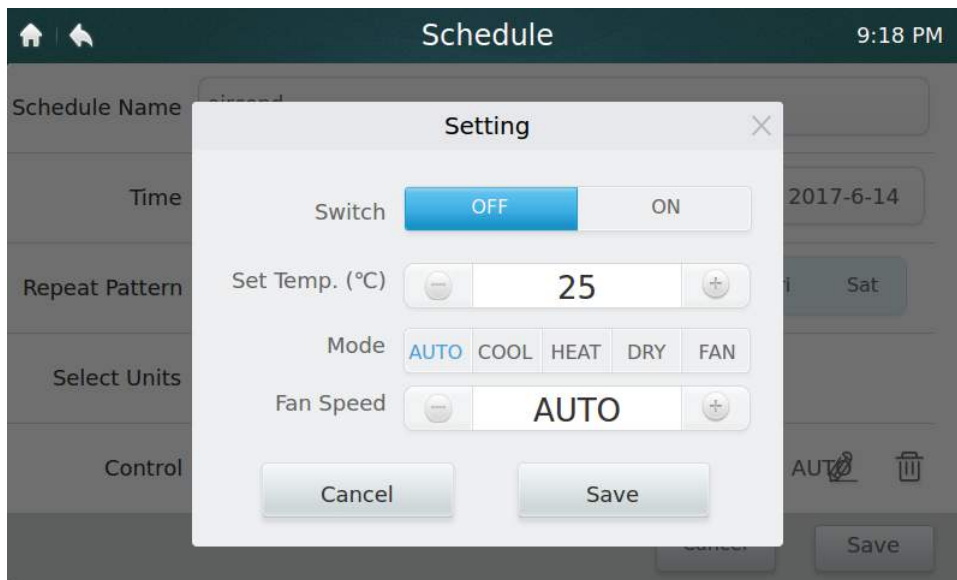 Schedule 9:18 PM
Schedule Name
Setting
Time 2017-6-14
Switch OFF ON
Set Temp. (℃) 25
Repeat Pattern Sat
Mode AUTO COOL HEAT DRY FAN
Select Units
Fan Speed AUTO
Control AUTO
Cancel Save
Save